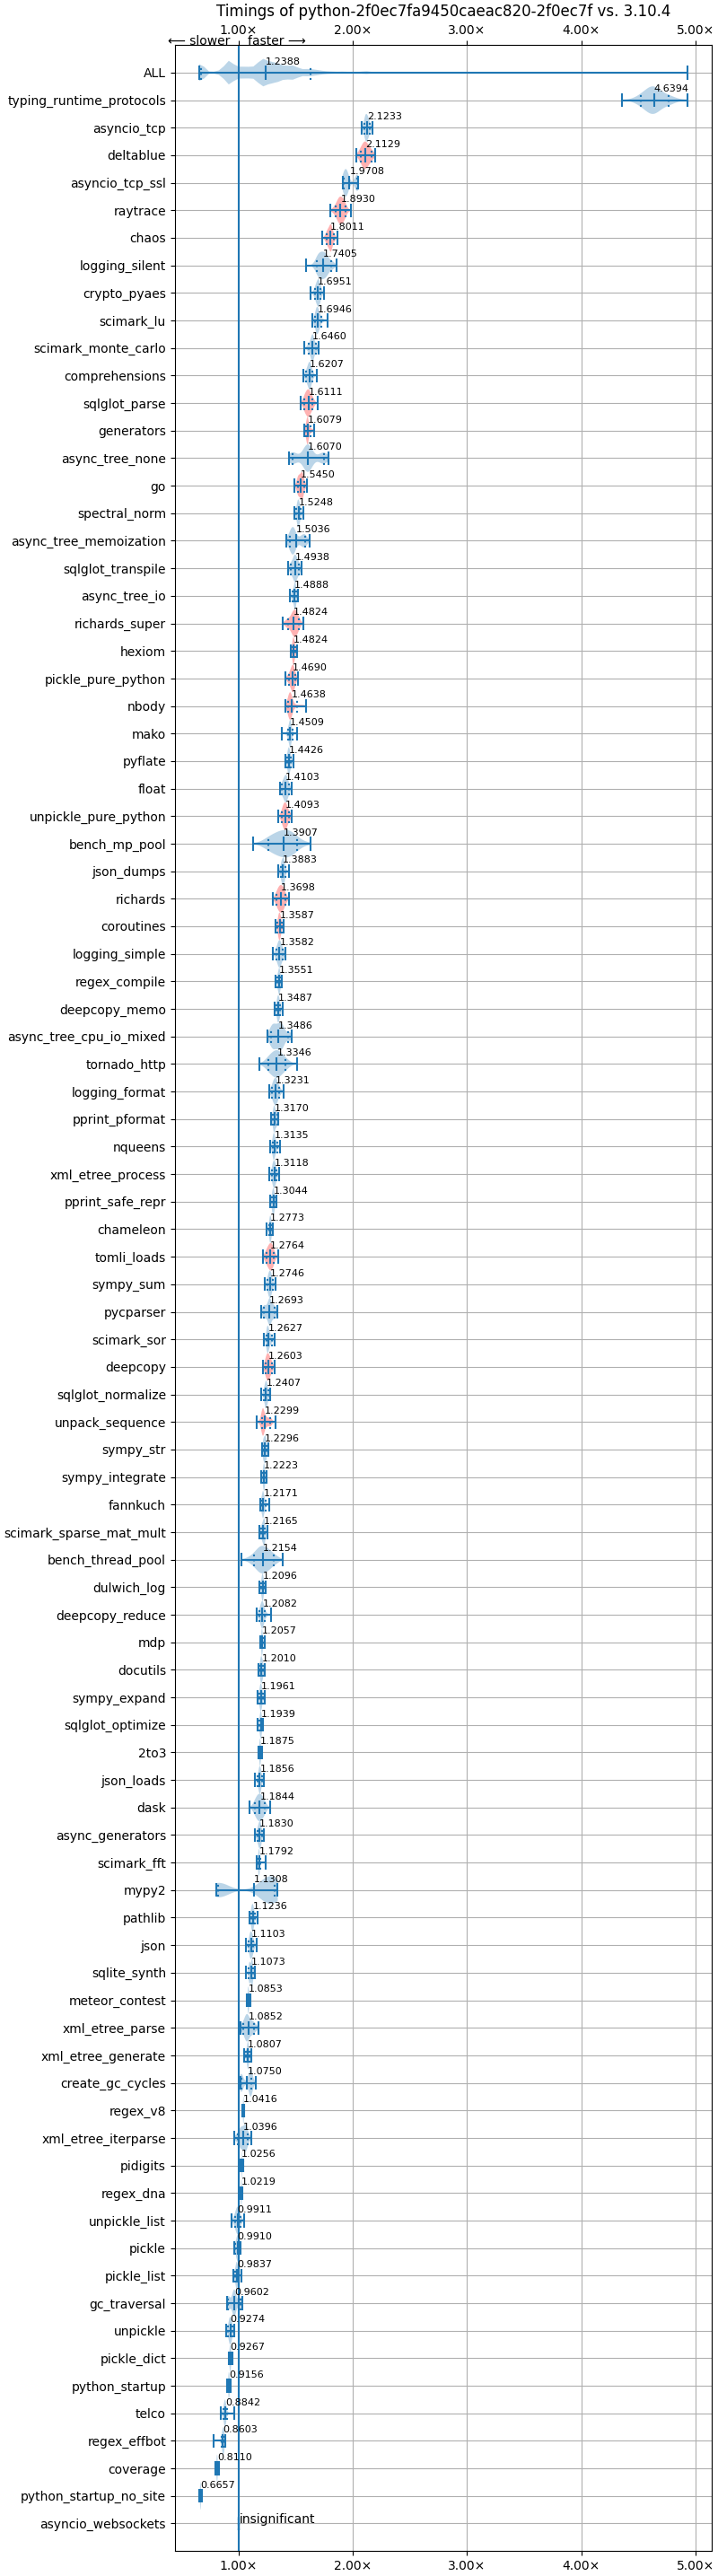 Timings of python-2f0ec7fa9450caeac820-2f0ec7f vs. 3.10.4
1.00× 2.00× 3.00× 4.00× 5.00×
⟵ slower faster ⟶
ALL 1.2388
typing_runtime_protocols 4.6394
asyncio_tcp 2.1233
deltablue 2.1129
asyncio_tcp_ssl 1.9708
raytrace 1.8930
chaos 1.8011
logging_silent 1.7405
crypto_pyaes 1.6951
scimark_lu 1.6946
scimark_monte_carlo 1.6460
comprehensions 1.6207
sqlglot_parse 1.6111
generators 1.6079
async_tree_none 1.6070
go 1.5450
spectral_norm 1.5248
async_tree_memoization 1.5036
sqlglot_transpile 1.4938
async_tree_io 1.4888
richards_super 1.4824
hexiom 1.4824
pickle_pure_python 1.4690
nbody 1.4638
mako 1.4509
pyflate 1.4426
float 1.4103
unpickle_pure_python 1.4093
bench_mp_pool 1.3907
json_dumps 1.3883
richards 1.3698
coroutines 1.3587
logging_simple 1.3582
regex_compile 1.3551
deepcopy_memo 1.3487
async_tree_cpu_io_mixed 1.3486
tornado_http 1.3346
logging_format 1.3231
pprint_pformat 1.3170
nqueens 1.3135
xml_etree_process 1.3118
pprint_safe_repr 1.3044
chameleon 1.2773
tomli_loads 1.2764
sympy_sum 1.2746
pycparser 1.2693
scimark_sor 1.2627
deepcopy 1.2603
sqlglot_normalize 1.2407
unpack_sequence 1.2299
sympy_str 1.2296
sympy_integrate 1.2223
fannkuch 1.2171
scimark_sparse_mat_mult 1.2165
bench_thread_pool 1.2154
dulwich_log 1.2096
deepcopy_reduce 1.2082
mdp 1.2057
docutils 1.2010
sympy_expand 1.1961
sqlglot_optimize 1.1939
2to3 1.1875
json_loads 1.1856
dask 1.1844
async_generators 1.1830
scimark_fft 1.1792
mypy2 1.1308
pathlib 1.1236
json 1.1103
sqlite_synth 1.1073
meteor_contest 1.0853
xml_etree_parse 1.0852
xml_etree_generate 1.0807
create_gc_cycles 1.0750
regex_v8 1.0416
xml_etree_iterparse 1.0396
pidigits 1.0256
regex_dna 1.0219
unpickle_list 0.9911
pickle 0.9910
pickle_list 0.9837
gc_traversal 0.9602
unpickle 0.9274
pickle_dict 0.9267
python_startup 0.9156
telco 0.8842
regex_effbot 0.8603
coverage 0.8110
python_startup_no_site 0.6657
asyncio_websockets insignificant
1.00× 2.00× 3.00× 4.00× 5.00×